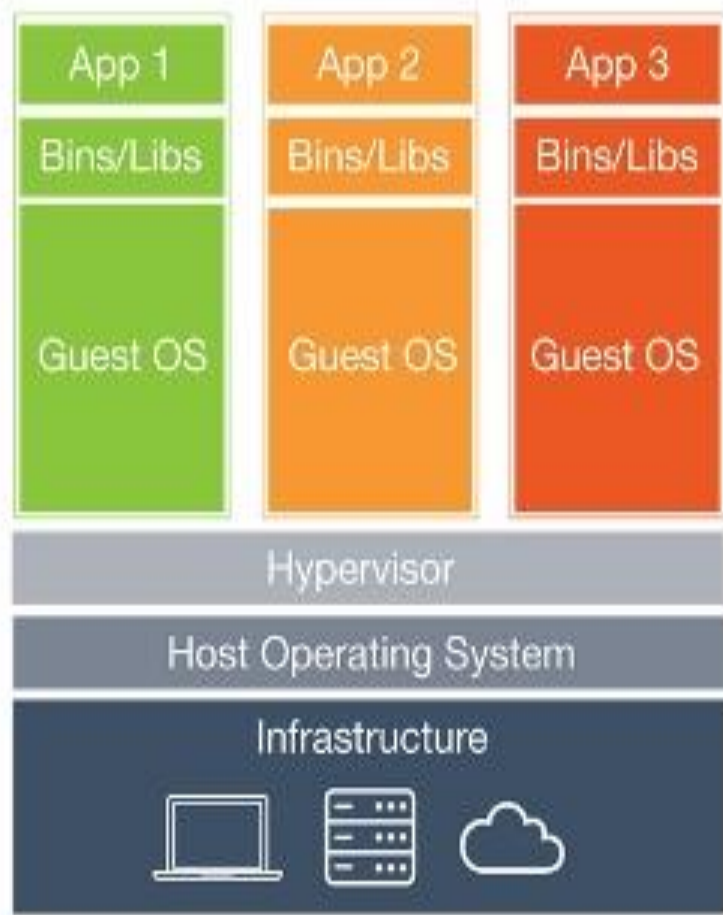 App 1 App 2 App 3
Bins/Libs Bins/Libs Bins/Libs
Guest OS Guest OS Guest OS
Hypervisor
Host Operating System
Infrastructure